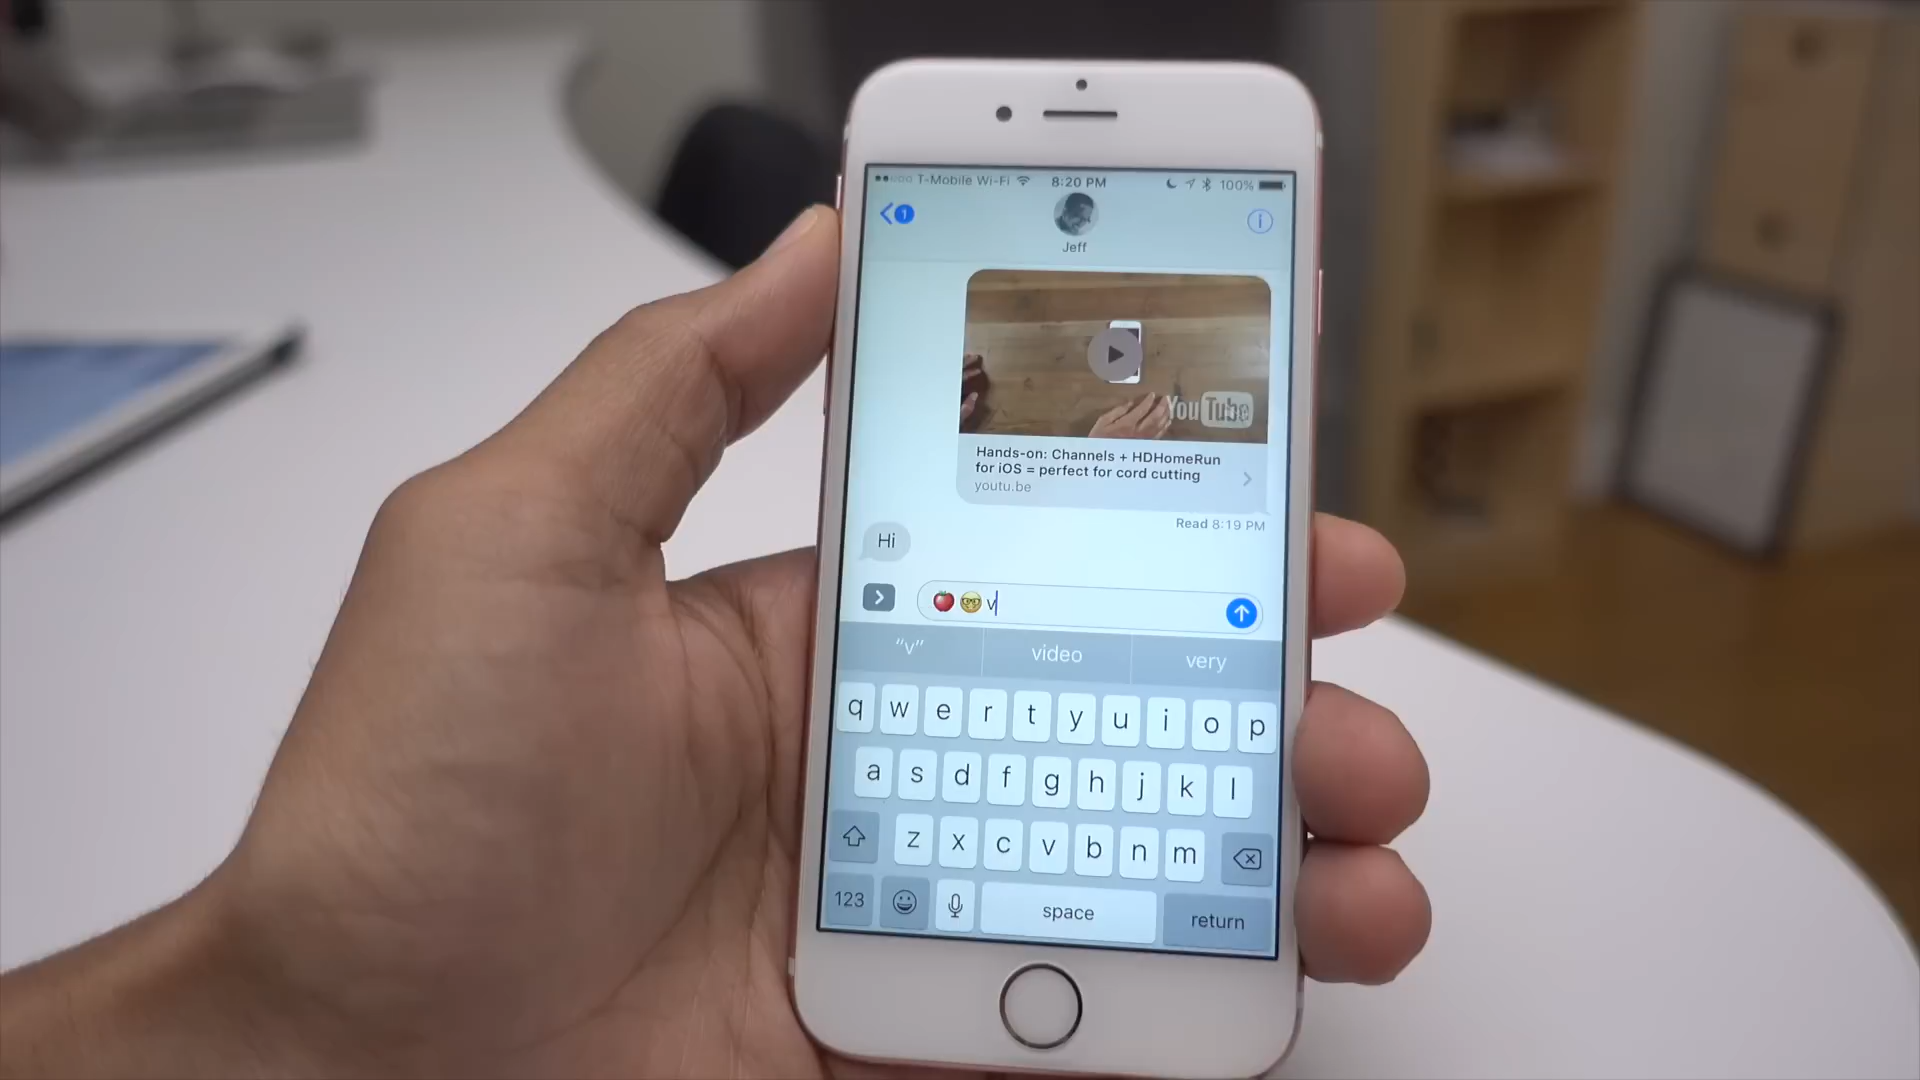 T-Mobile Wi-Fi 8:20 PM 100%
1
Jeff
YouTube
Hands-on: Channels + HDHomeRun
for iOS = perfect for cord cutting
youtu.be
Read 8:19 PM
Hi
🍎🤓 v
“v” video very
q w e r t y u i o p
a s d f g h j k l
z x c v b n m
123 space return